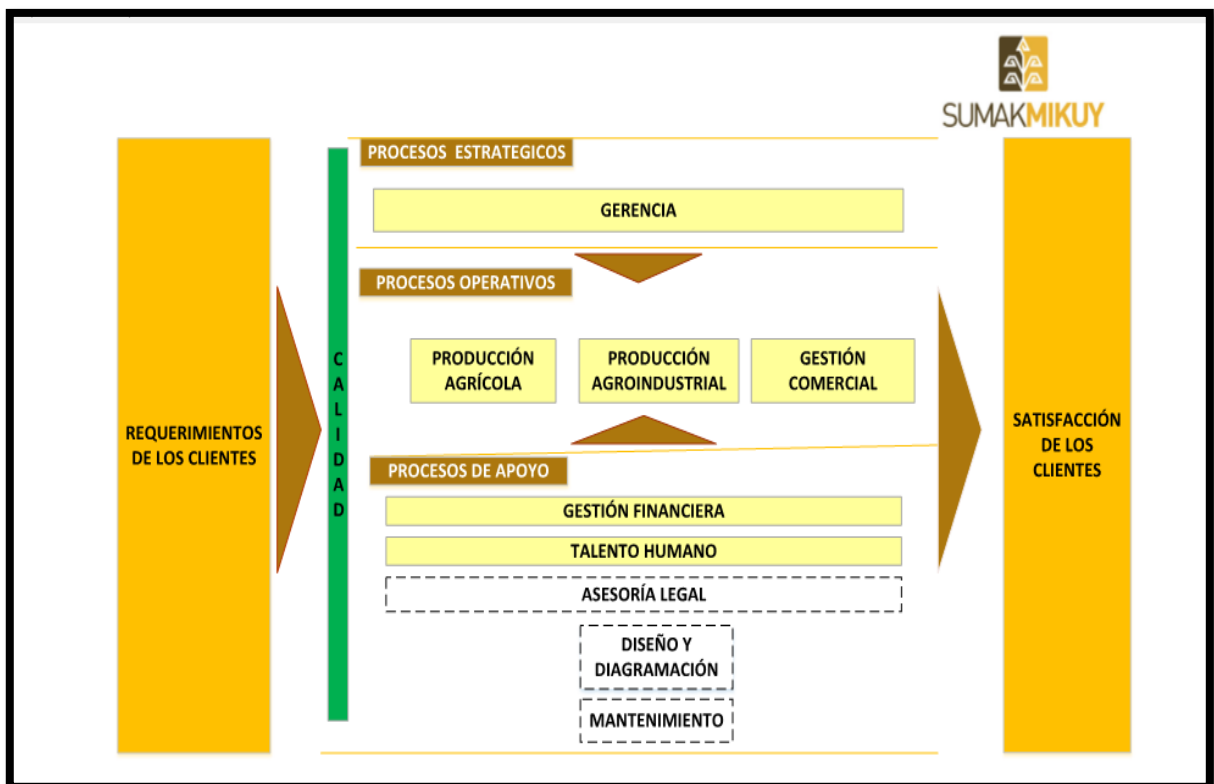 SUMAKMIKUY
PROCESOS ESTRATEGICOS
GERENCIA
PROCESOS OPERATIVOS
PRODUCCIÓN
AGRÍCOLA
PRODUCCIÓN
AGROINDUSTRIAL
GESTIÓN
COMERCIAL
CALIDAD
REQUERIMIENTOS
DE LOS CLIENTES
SATISFACCIÓN
DE LOS
CLIENTES
PROCESOS DE APOYO
GESTIÓN FINANCIERA
TALENTO HUMANO
ASESORÍA LEGAL
DISEÑO Y
DIAGRAMACIÓN
MANTENIMIENTO